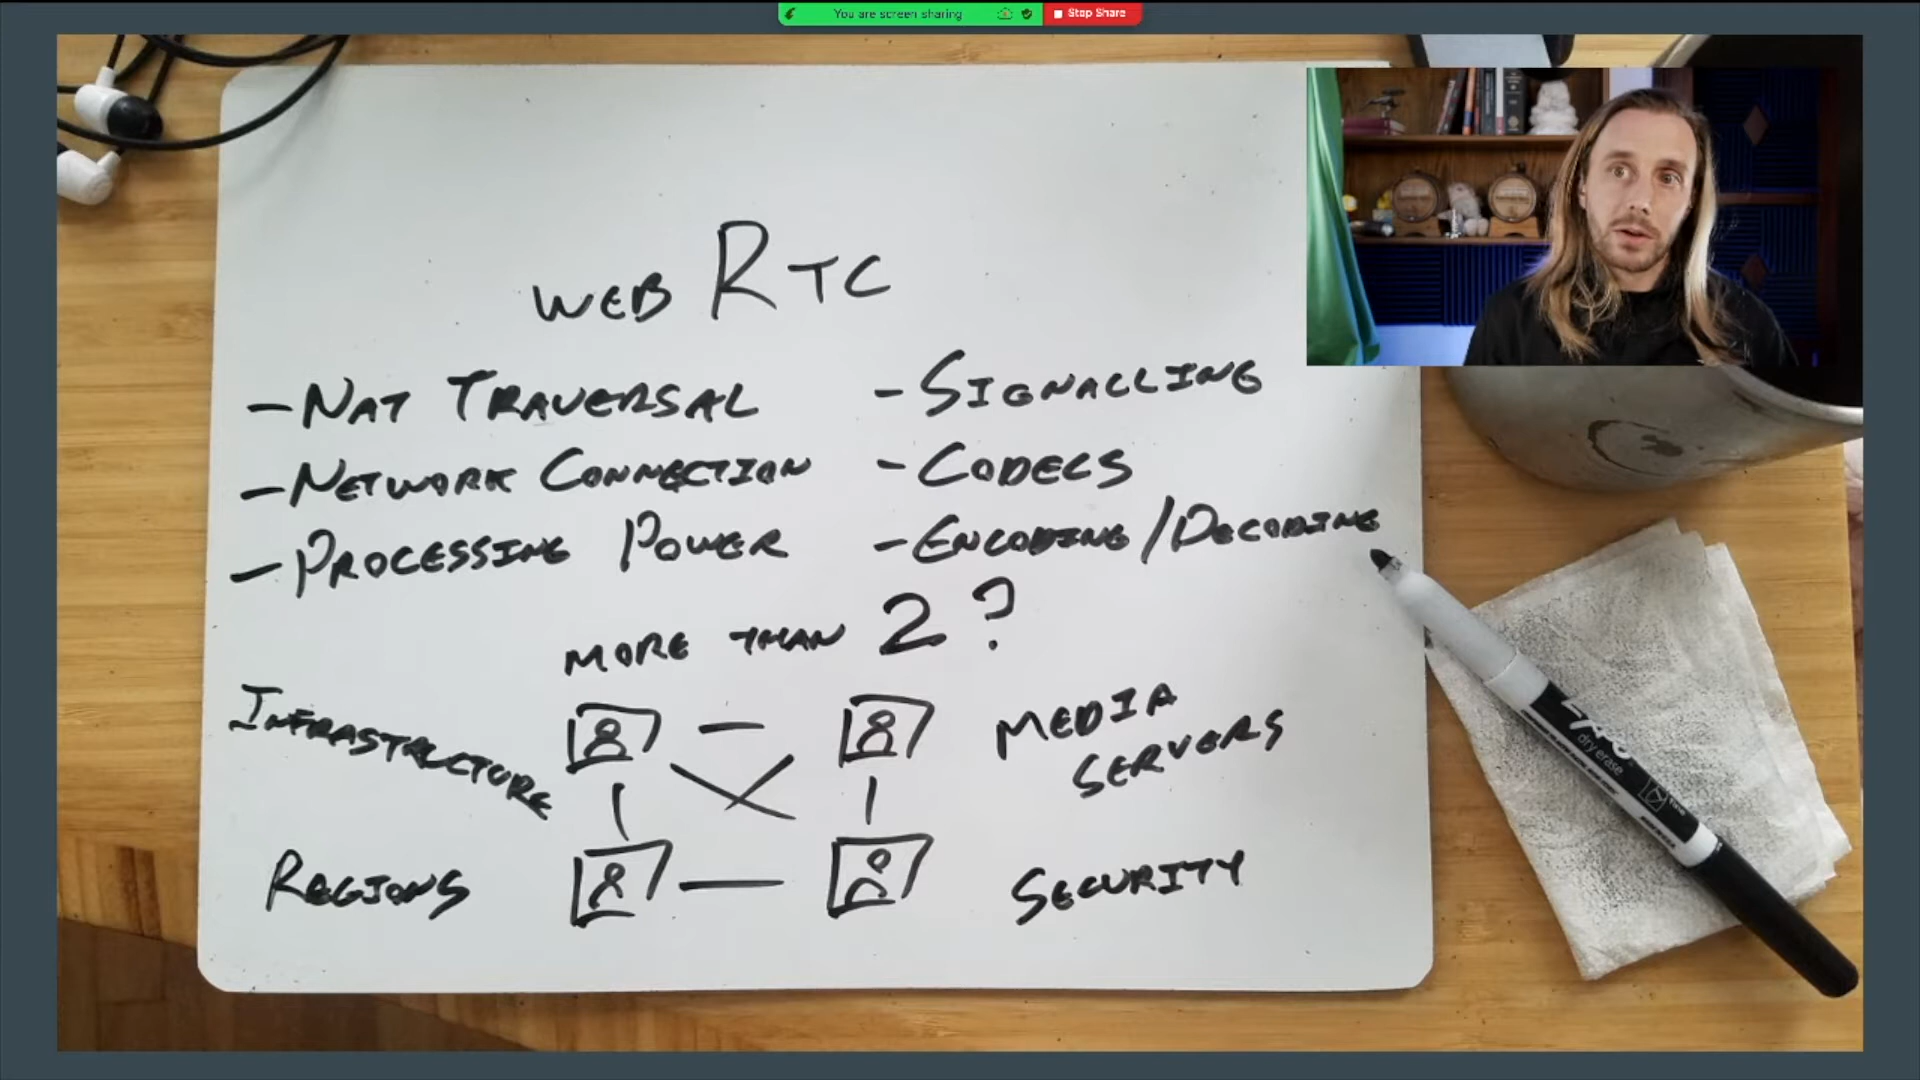 You are screen sharing
Stop Share
WEB RTC
- NAT TRAVERSAL
- NETWORK CONNECTION
- PROCESSING POWER
- SIGNALLING
- CODECS
- ENCODING/DECODING
MORE THAN 2?
INFRASTRUCTURE
MEDIA
SERVERS
REGIONS
SECURITY
EXPO
dry erase